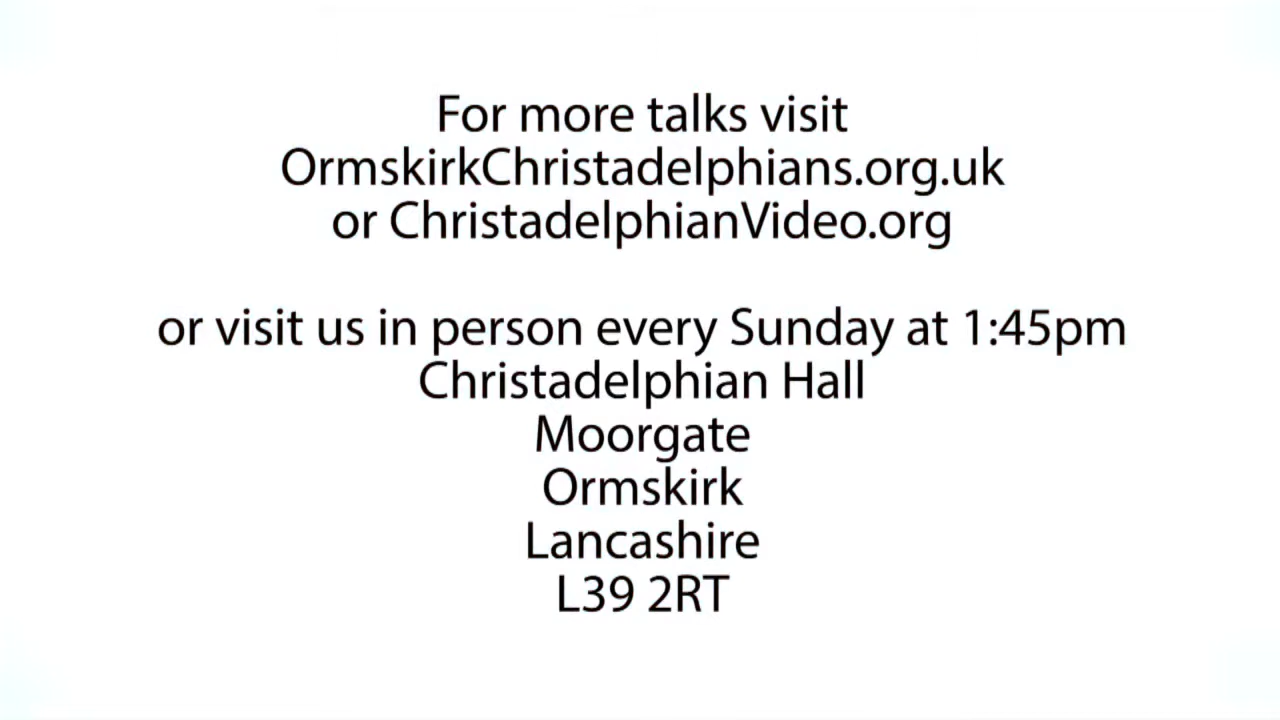 For more talks visit
OrmskirkChristadelphians.org.uk
or ChristadelphianVideo.org
or visit us in person every Sunday at 1:45pm
Christadelphian Hall
Moorgate
Ormskirk
Lancashire
L39 2RT